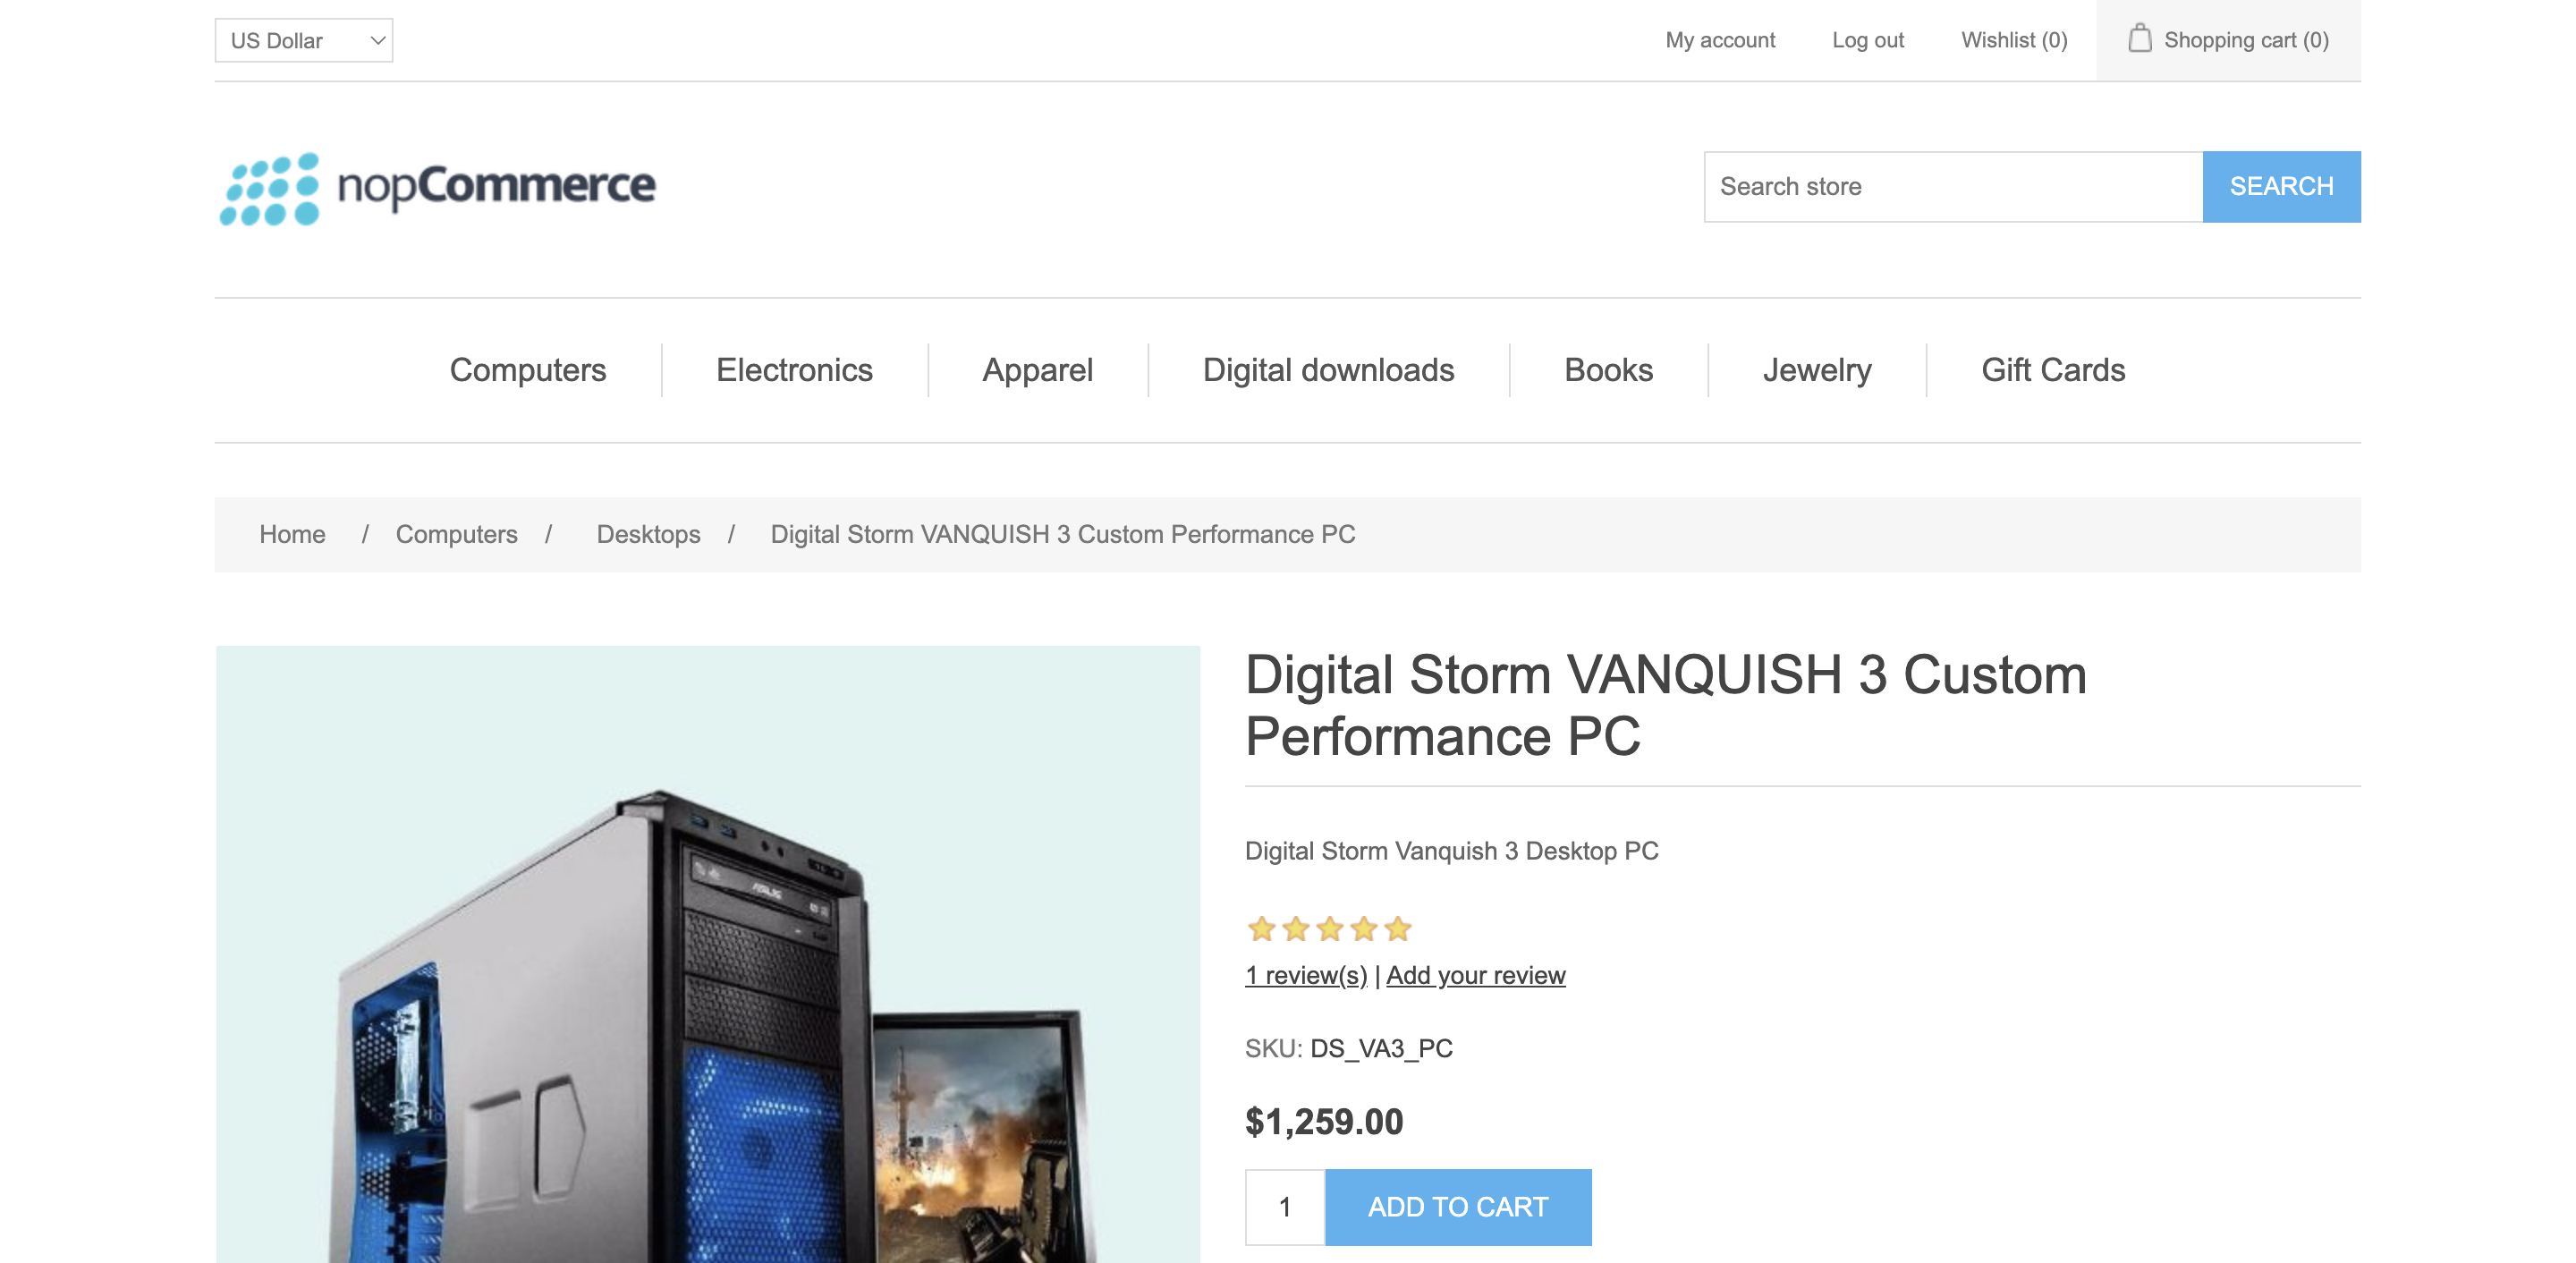 US Dollar
My account
Log out
Wishlist (0)
Shopping cart (0)
nopCommerce
Search store
SEARCH
Computers
Electronics
Apparel
Digital downloads
Books
Jewelry
Gift Cards
Home / Computers / Desktops / Digital Storm VANQUISH 3 Custom Performance PC
Digital Storm VANQUISH 3 Custom
Performance PC
Digital Storm Vanquish 3 Desktop PC
1 review(s) | Add your review
SKU: DS_VA3_PC
$1,259.00
1
ADD TO CART
ASUS